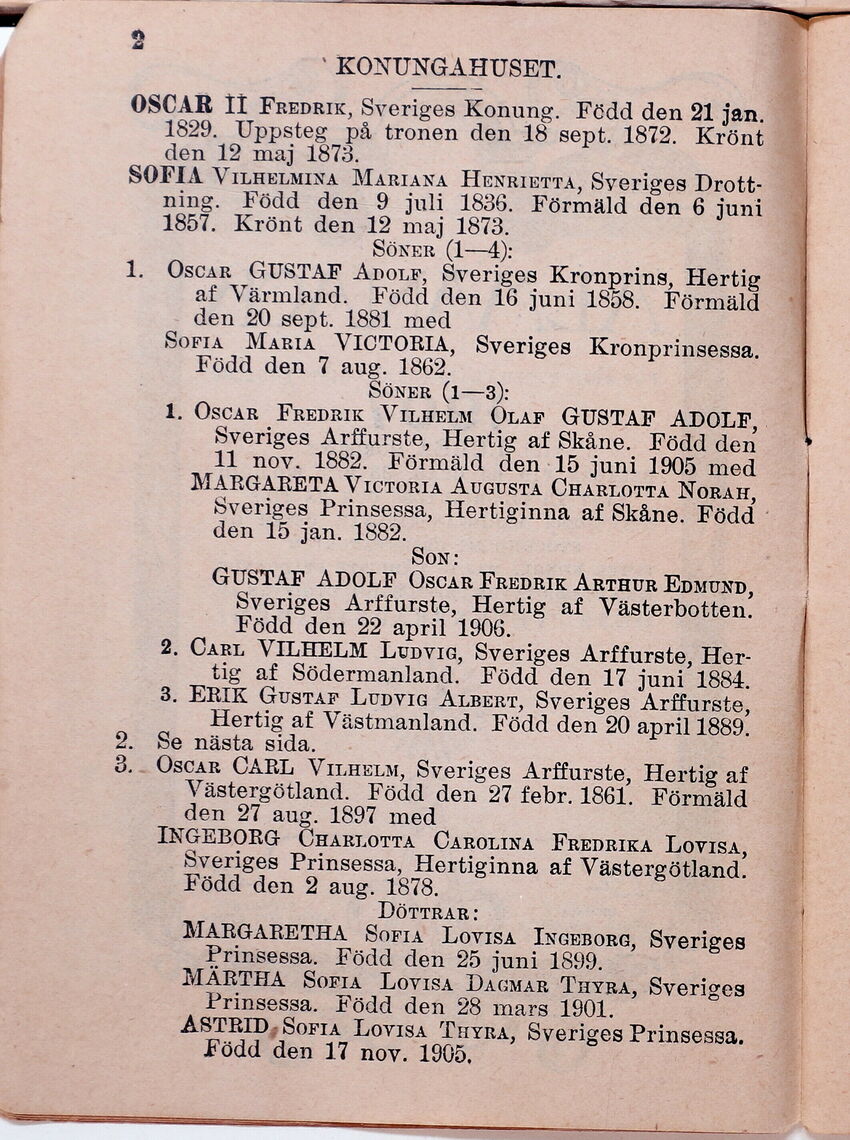 2
KONUNGAHUSET.
OSCAR II FREDRIK, Sveriges Konung. Född den 21 jan.
1829. Uppsteg på tronen den 18 sept. 1872. Krönt
den 12 maj 1873.
SOFIA VILHELMINA MARIANA HENRIETTA, Sveriges Drott-
ning. Född den 9 juli 1836. Förmäld den 6 juni
1857. Krönt den 12 maj 1873.
SÖNER (1—4):
1. OSCAR GUSTAF ADOLF, Sveriges Kronprins, Hertig
af Värmland. Född den 16 juni 1858. Förmäld
den 20 sept. 1881 med
SOFIA MARIA VICTORIA, Sveriges Kronprinsessa.
Född den 7 aug. 1862.
SÖNER (1—3):
1. OSCAR FREDRIK VILHELM OLAF GUSTAF ADOLF,
Sveriges Arffurste, Hertig af Skåne. Född den
11 nov. 1882. Förmäld den 15 juni 1905 med
MARGARETA VICTORIA AUGUSTA CHARLOTTA NORAH,
Sveriges Prinsessa, Hertiginna af Skåne. Född
den 15 jan. 1882.
SON:
GUSTAF ADOLF OSCAR FREDRIK ARTHUR EDMUND,
Sveriges Arffurste, Hertig af Västerbotten.
Född den 22 april 1906.
2. CARL VILHELM LUDVIG, Sveriges Arffurste, Her-
tig af Södermanland. Född den 17 juni 1884.
3. ERIK GUSTAF LUDVIG ALBERT, Sveriges Arffurste,
Hertig af Västmanland. Född den 20 april 1889.
2. Se nästa sida.
3. OSCAR CARL VILHELM, Sveriges Arffurste, Hertig af
Västergötland. Född den 27 febr. 1861. Förmäld
den 27 aug. 1897 med
INGEBORG CHARLOTTA CAROLINA FREDRIKA LOVISA,
Sveriges Prinsessa, Hertiginna af Västergötland.
Född den 2 aug. 1878.
DÖTTRAR:
MARGARETHA SOFIA LOVISA INGEBORG, Sveriges
Prinsessa. Född den 25 juni 1899.
MÄRTHA SOFIA LOVISA DAGMAR THYRA, Sveriges
Prinsessa. Född den 28 mars 1901.
ASTRID SOFIA LOVISA THYRA, Sveriges Prinsessa.
Född den 17 nov. 1905.